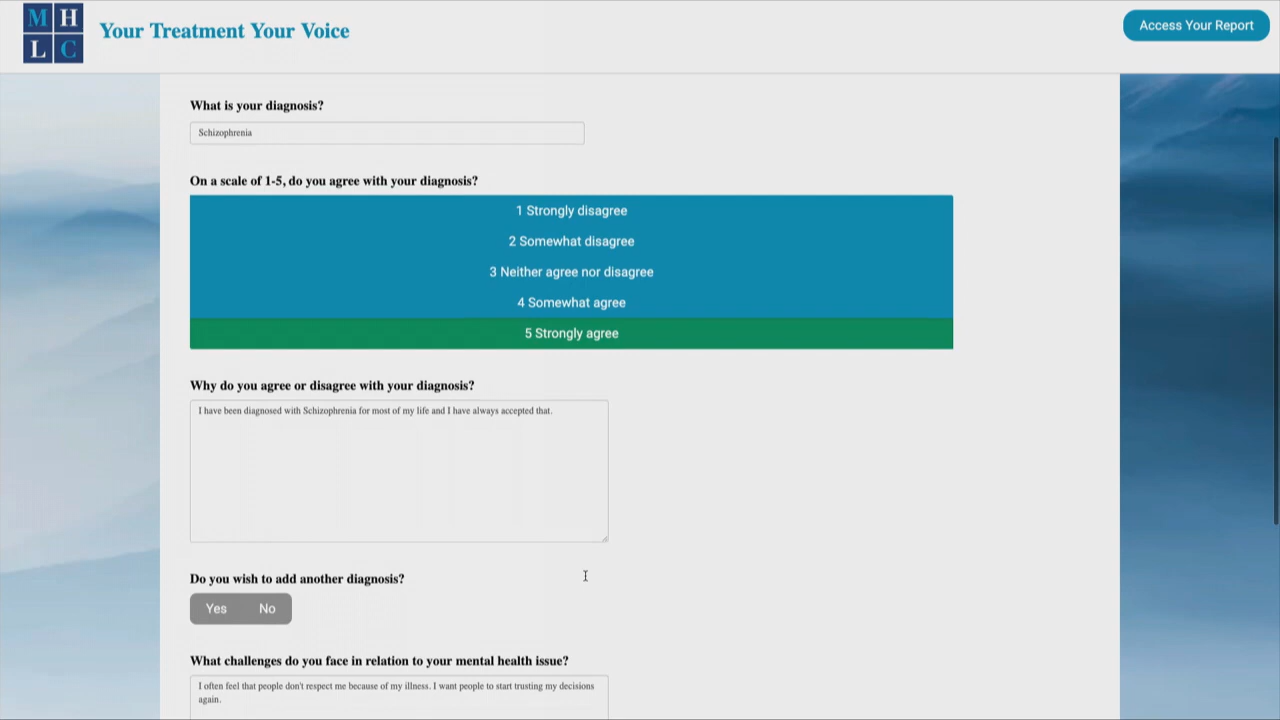 M H
L C
Your Treatment Your Voice
Access Your Report
What is your diagnosis?
Schizophrenia
On a scale of 1-5, do you agree with your diagnosis?
1 Strongly disagree
2 Somewhat disagree
3 Neither agree nor disagree
4 Somewhat agree
5 Strongly agree
Why do you agree or disagree with your diagnosis?
I have been diagnosed with Schizophrenia for most of my life and I have always accepted that.
Do you wish to add another diagnosis?
Yes No
What challenges do you face in relation to your mental health issue?
I often feel that people don't respect me because of my illness. I want people to start trusting my decisions
again.